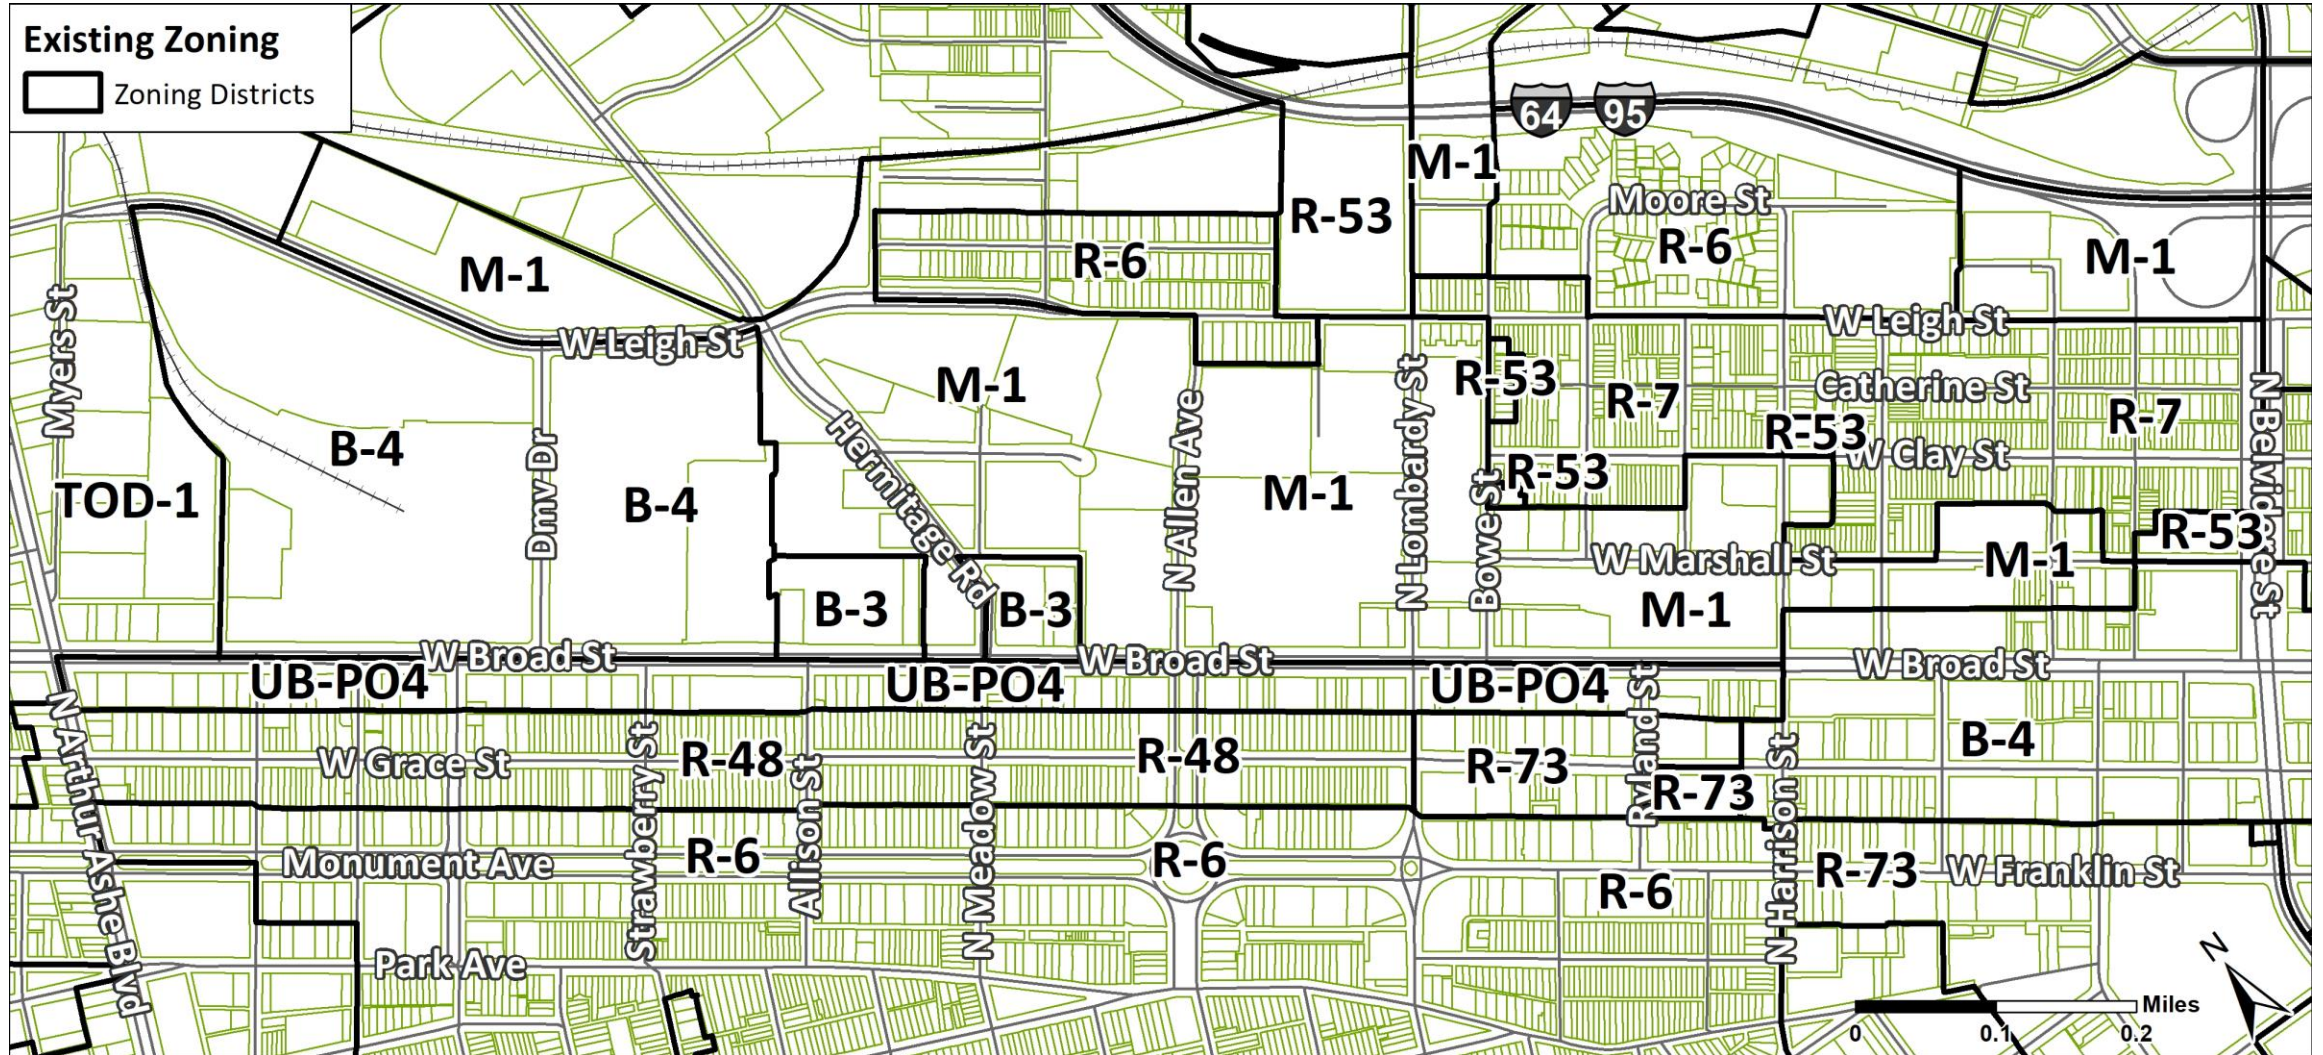 Existing Zoning
Zoning Districts
64
95
M-1
Moore St
R-53
R-6
R-6
M-1
M-1
Myers St
W Leigh St
W Leigh St
M-1
R-53
Catherine St
R-7
R-7
N Belvidere St
N Lombardy St
N Allen Ave
Hermitage Rd
B-4
Dmv Dr
R-53
W Clay St
R-53
TOD-1
B-4
M-1
Bowe St
R-53
W Marshall St
M-1
B-3
B-3
M-1
W Broad St
W Broad St
W Broad St
UB-PO4
UB-PO4
UB-PO4
N Arthur Ashe Blvd
W Grace St
Strawberry St
R-48
Allison St
N Meadow St
R-48
R-73
Ryland St
R-73
N Harrison St
B-4
Monument Ave
R-6
R-6
R-6
R-73
W Franklin St
Park Ave
N
Miles
0
0.1
0.2